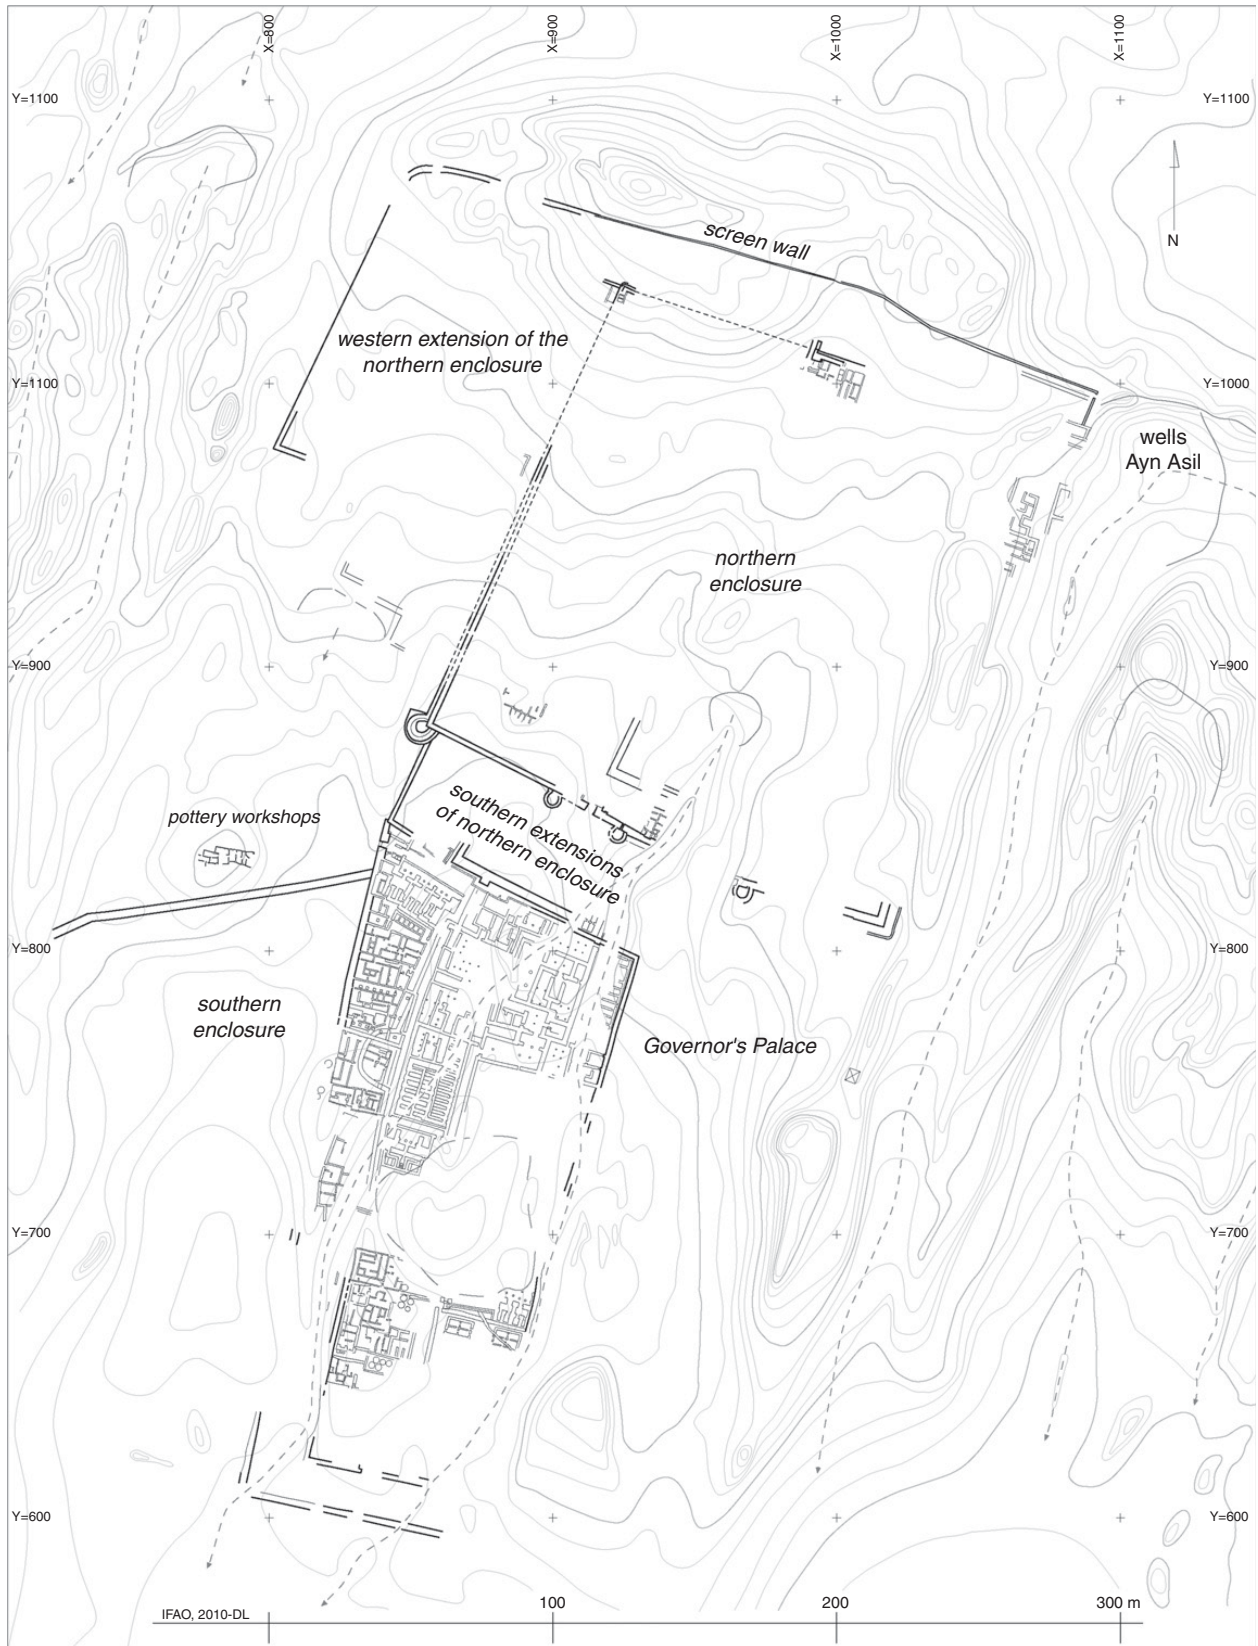 X=800
X=900
X=1000
X=1100
Y=1100
Y=1100
N
screen wall
western extension of the
northern enclosure
Y=1100
Y=1000
wells
Ayn Asil
northern
enclosure
Y=900
Y=900
southern extensions
of northern enclosure
pottery workshops
Y=800
Y=800
southern
enclosure
Governor's Palace
Y=700
Y=700
Y=600
Y=600
IFAO, 2010-DL
100
200
300 m